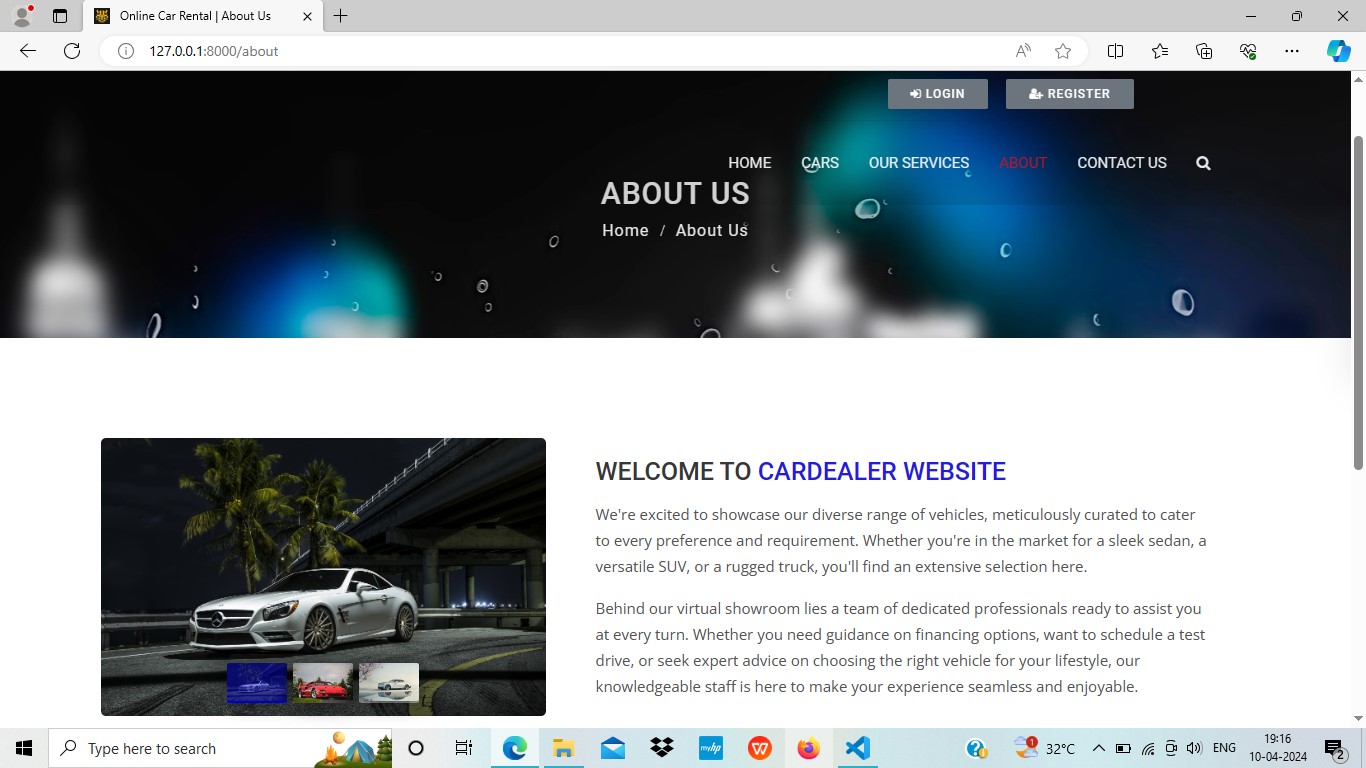 Online Car Rental | About Us
127.0.0.1:8000/about
LOGIN
REGISTER
HOME CARS OUR SERVICES ABOUT CONTACT US
ABOUT US
Home / About Us
WELCOME TO CARDEALER WEBSITE
We're excited to showcase our diverse range of vehicles, meticulously curated to cater
to every preference and requirement. Whether you're in the market for a sleek sedan, a
versatile SUV, or a rugged truck, you'll find an extensive selection here.
Behind our virtual showroom lies a team of dedicated professionals ready to assist you
at every turn. Whether you need guidance on financing options, want to schedule a test
drive, or seek expert advice on choosing the right vehicle for your lifestyle, our
knowledgeable staff is here to make your experience seamless and enjoyable.
Type here to search
myhp
1
32°C
ENG
19:16
10-04-2024
2